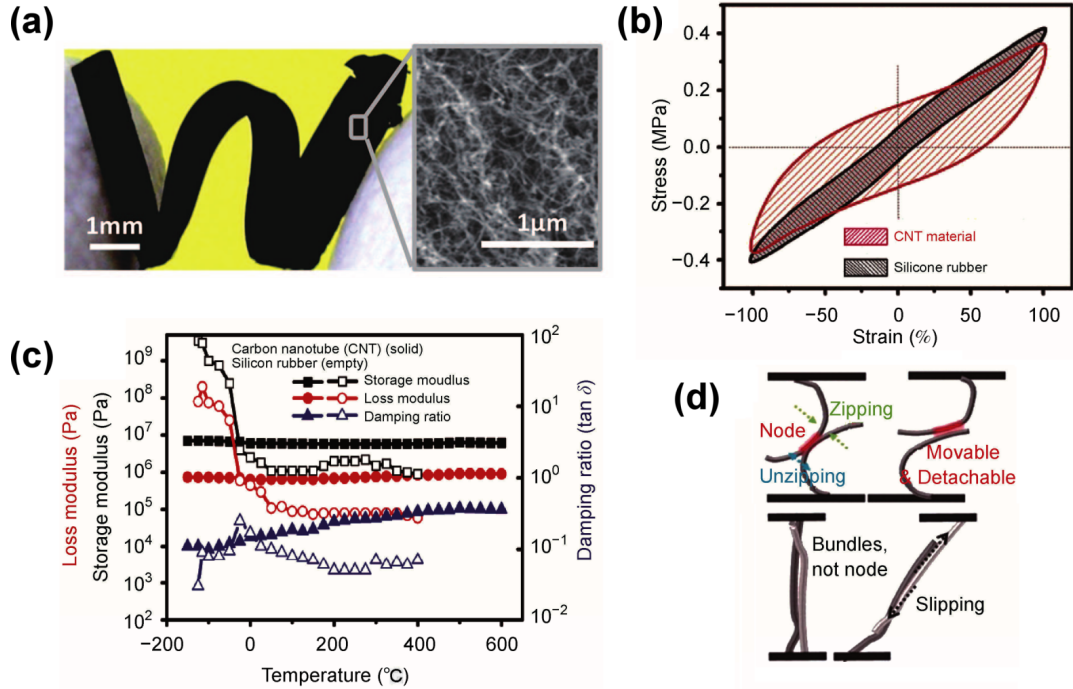 (a)
1mm
1μm
(b)
Stress (MPa)
0.4
0.2
0.0
−0.2
−0.4
CNT material
Silicone rubber
−100
−50
0
50
100
Strain (%)
(c)
Loss modulus (Pa)
Storage modulus (Pa)
10⁹
10⁸
10⁷
10⁶
10⁵
10⁴
10³
10²
Carbon nanotube (CNT) (solid)
Silicon rubber (empty)
Storage moudlus
Loss modulus
Damping ratio
10²
10¹
10⁰
10⁻¹
10⁻²
Damping ratio (tan δ)
−200
−100
0
100
200
300
400
500
600
Temperature (℃)
(d)
Zipping
Node
Unzipping
Movable
& Detachable
Bundles,
not node
Slipping